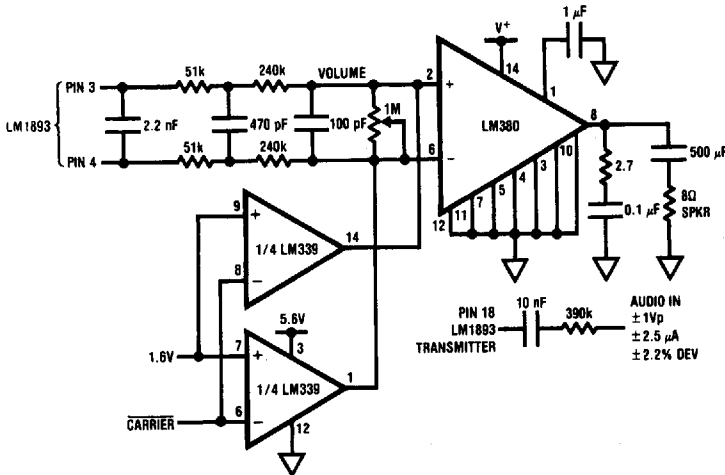 1 µF
V+
51k
240k
VOLUME
PIN 3
2
+
14
1
LM1893
2.2 nF
470 pF
100 pF
1M
LM380
8
PIN 4
51k
240k
6
−
10
3
4
5
7
11
12
2.7
500 µF
0.1 µF
8Ω
SPKR
9
+
1/4 LM339
14
8
−
5.6V
1.6V
7
+
3
1/4 LM339
1
CARRIER
6
−
12
PIN 18
LM1893
TRANSMITTER
10 nF
390k
AUDIO IN
±1Vp
±2.5 µA
±2.2% DEV